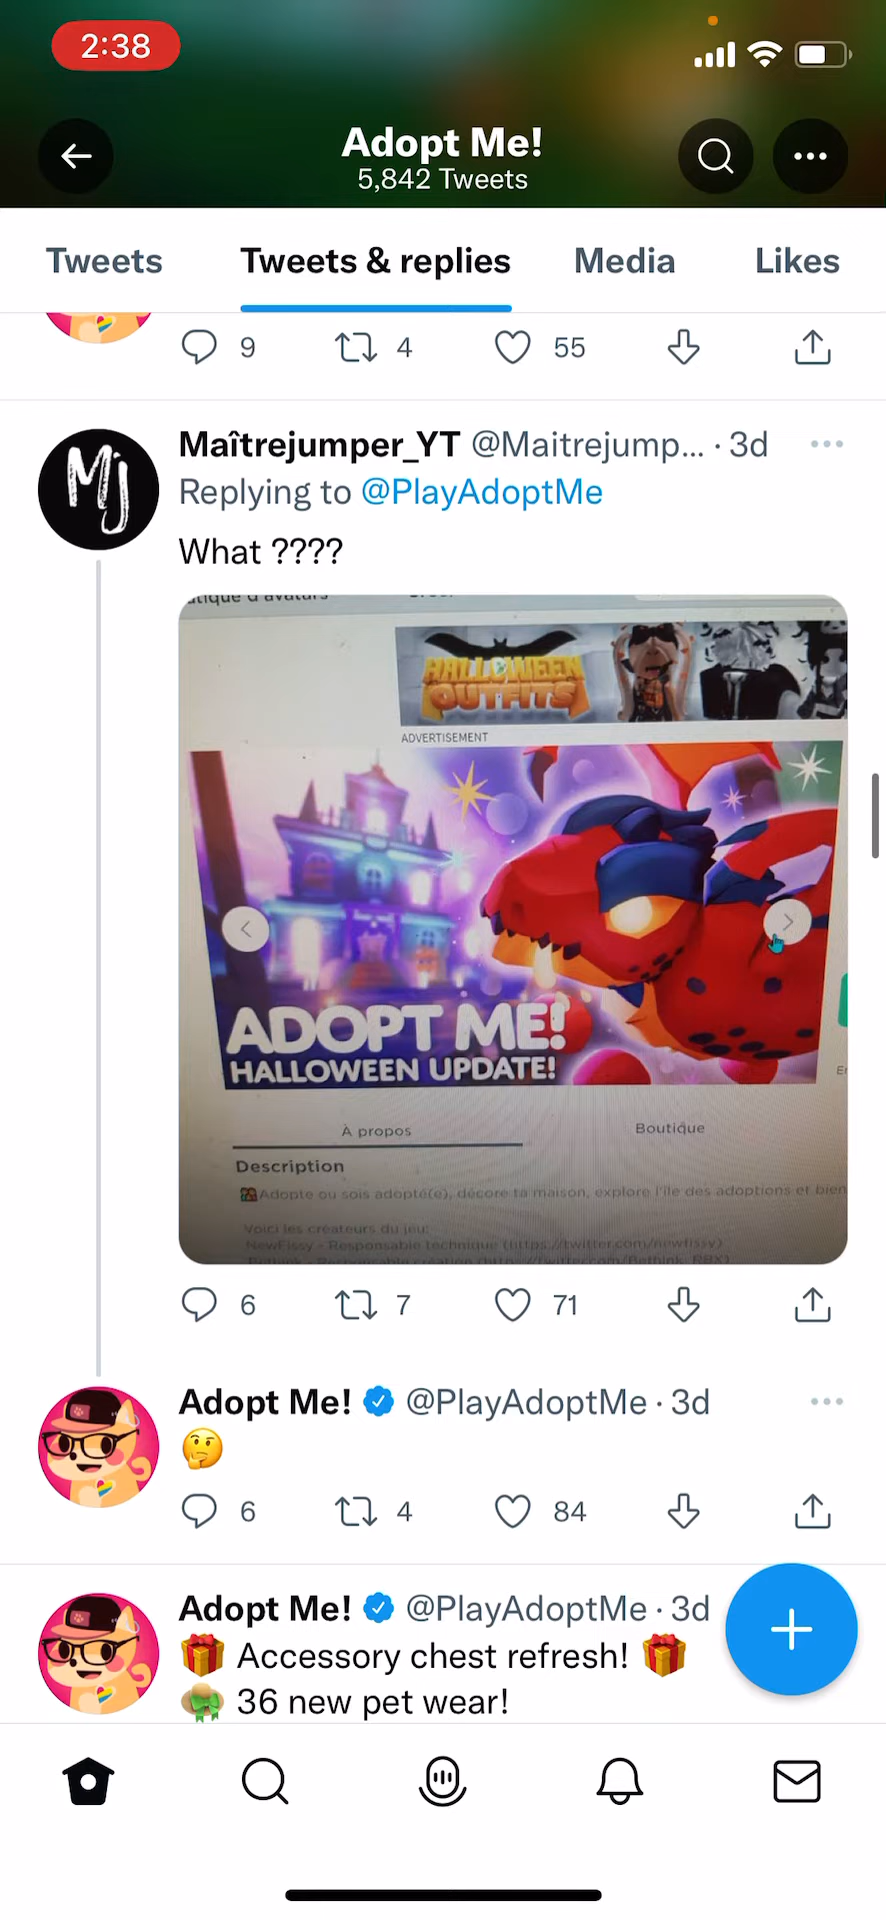 2:38
Adopt Me!
5,842 Tweets
Tweets
Tweets & replies
Media
Likes
9
4
55
Maîtrejumper_YT @Maitrejump... · 3d
Replying to @PlayAdoptMe
What ????
Mj
HALLOWEEN
OUTFITS
ADVERTISEMENT
ADOPT ME!
HALLOWEEN UPDATE!
À propos
Boutique
Description
Adopte ou sois adopté(e), décore ta maison, explore l'île des adoptions et bien
Voici les créateurs du jeu:
NewFissy - Responsable technique (https://twitter.com/newfissy)
6
7
71
Adopt Me! @PlayAdoptMe · 3d
🤔
6
4
84
Adopt Me! @PlayAdoptMe · 3d
🎁 Accessory chest refresh! 🎁
36 new pet wear!